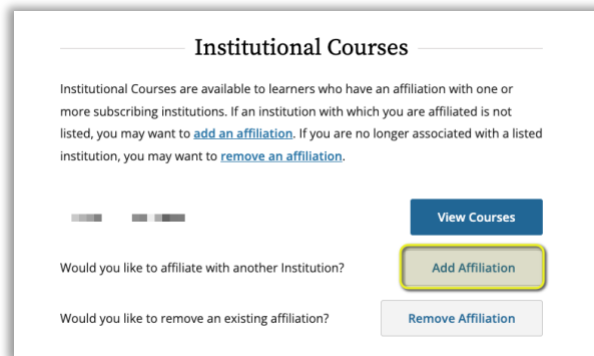 Institutional Courses
Institutional Courses are available to learners who have an affiliation with one or
more subscribing institutions. If an institution with which you are affiliated is not
listed, you may want to add an affiliation. If you are no longer associated with a listed
institution, you may want to remove an affiliation.
View Courses
Would you like to affiliate with another Institution?
Add Affiliation
Would you like to remove an existing affiliation?
Remove Affiliation